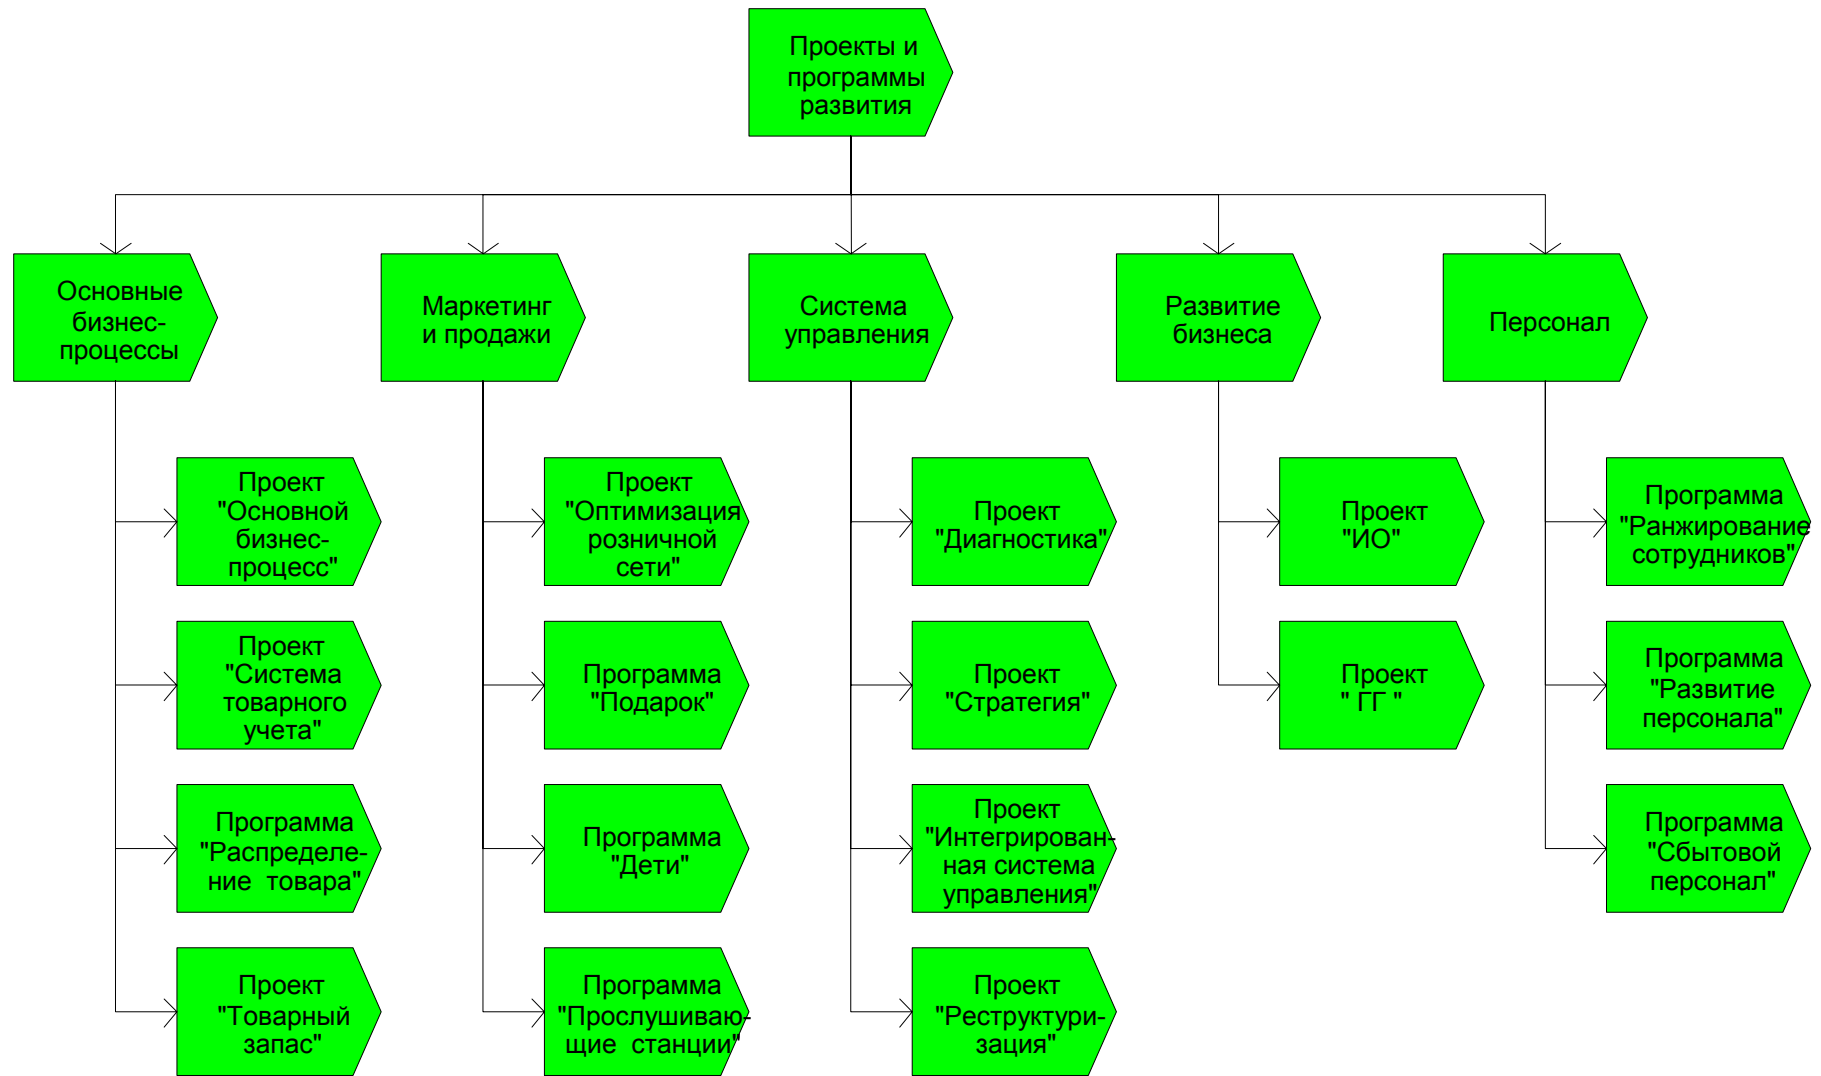 Проекты и
программы
развития
Основные
бизнес-
процессы
Маркетинг
и продажи
Система
управления
Развитие
бизнеса
Персонал
Проект
"Основной
бизнес-
процесс"
Проект
"Оптимизация
розничной
сети"
Проект
"Диагностика"
Проект
"ИО"
Программа
"Ранжирование
сотрудников"
Проект
"Система
товарного
учета"
Программа
"Подарок"
Проект
"Стратегия"
Проект
" ГГ "
Программа
"Развитие
персонала"
Программа
"Распределе-
ние товара"
Программа
"Дети"
Проект
"Интегрирован-
ная система
управления"
Программа
"Сбытовой
персонал"
Проект
"Товарный
запас"
Программа
"Прослушиваю-
щие станции"
Проект
"Реструктури-
зация"